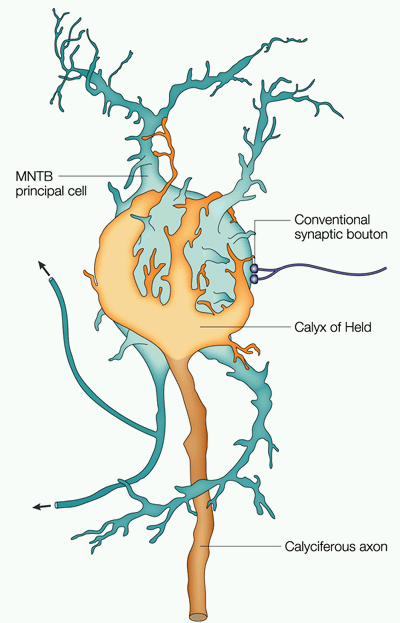 MNTB
principal cell
Conventional
synaptic bouton
Calyx of Held
Calyciferous axon